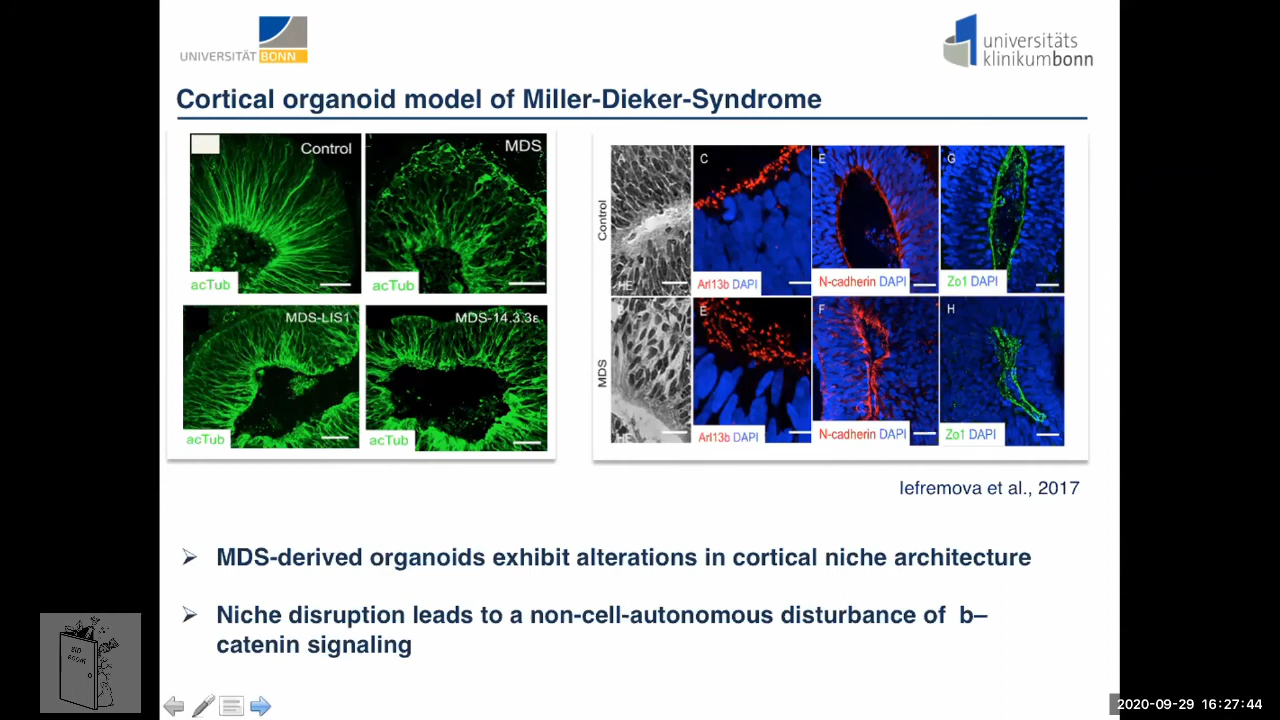 UNIVERSITÄT BONN
universitäts
klinikumbonn
Cortical organoid model of Miller-Dieker-Syndrome
Control
MDS
acTub
acTub
MDS-LIS1
MDS-14.3.3ε
acTub
acTub
Control
A
C
E
G
HE
Arl13b DAPI
N-cadherin DAPI
Zo1 DAPI
MDS
B
E
F
H
HE
Arl13b DAPI
N-cadherin DAPI
Zo1 DAPI
Iefremova et al., 2017
MDS-derived organoids exhibit alterations in cortical niche architecture
Niche disruption leads to a non-cell-autonomous disturbance of b–
catenin signaling
2020-09-29 16:27:44